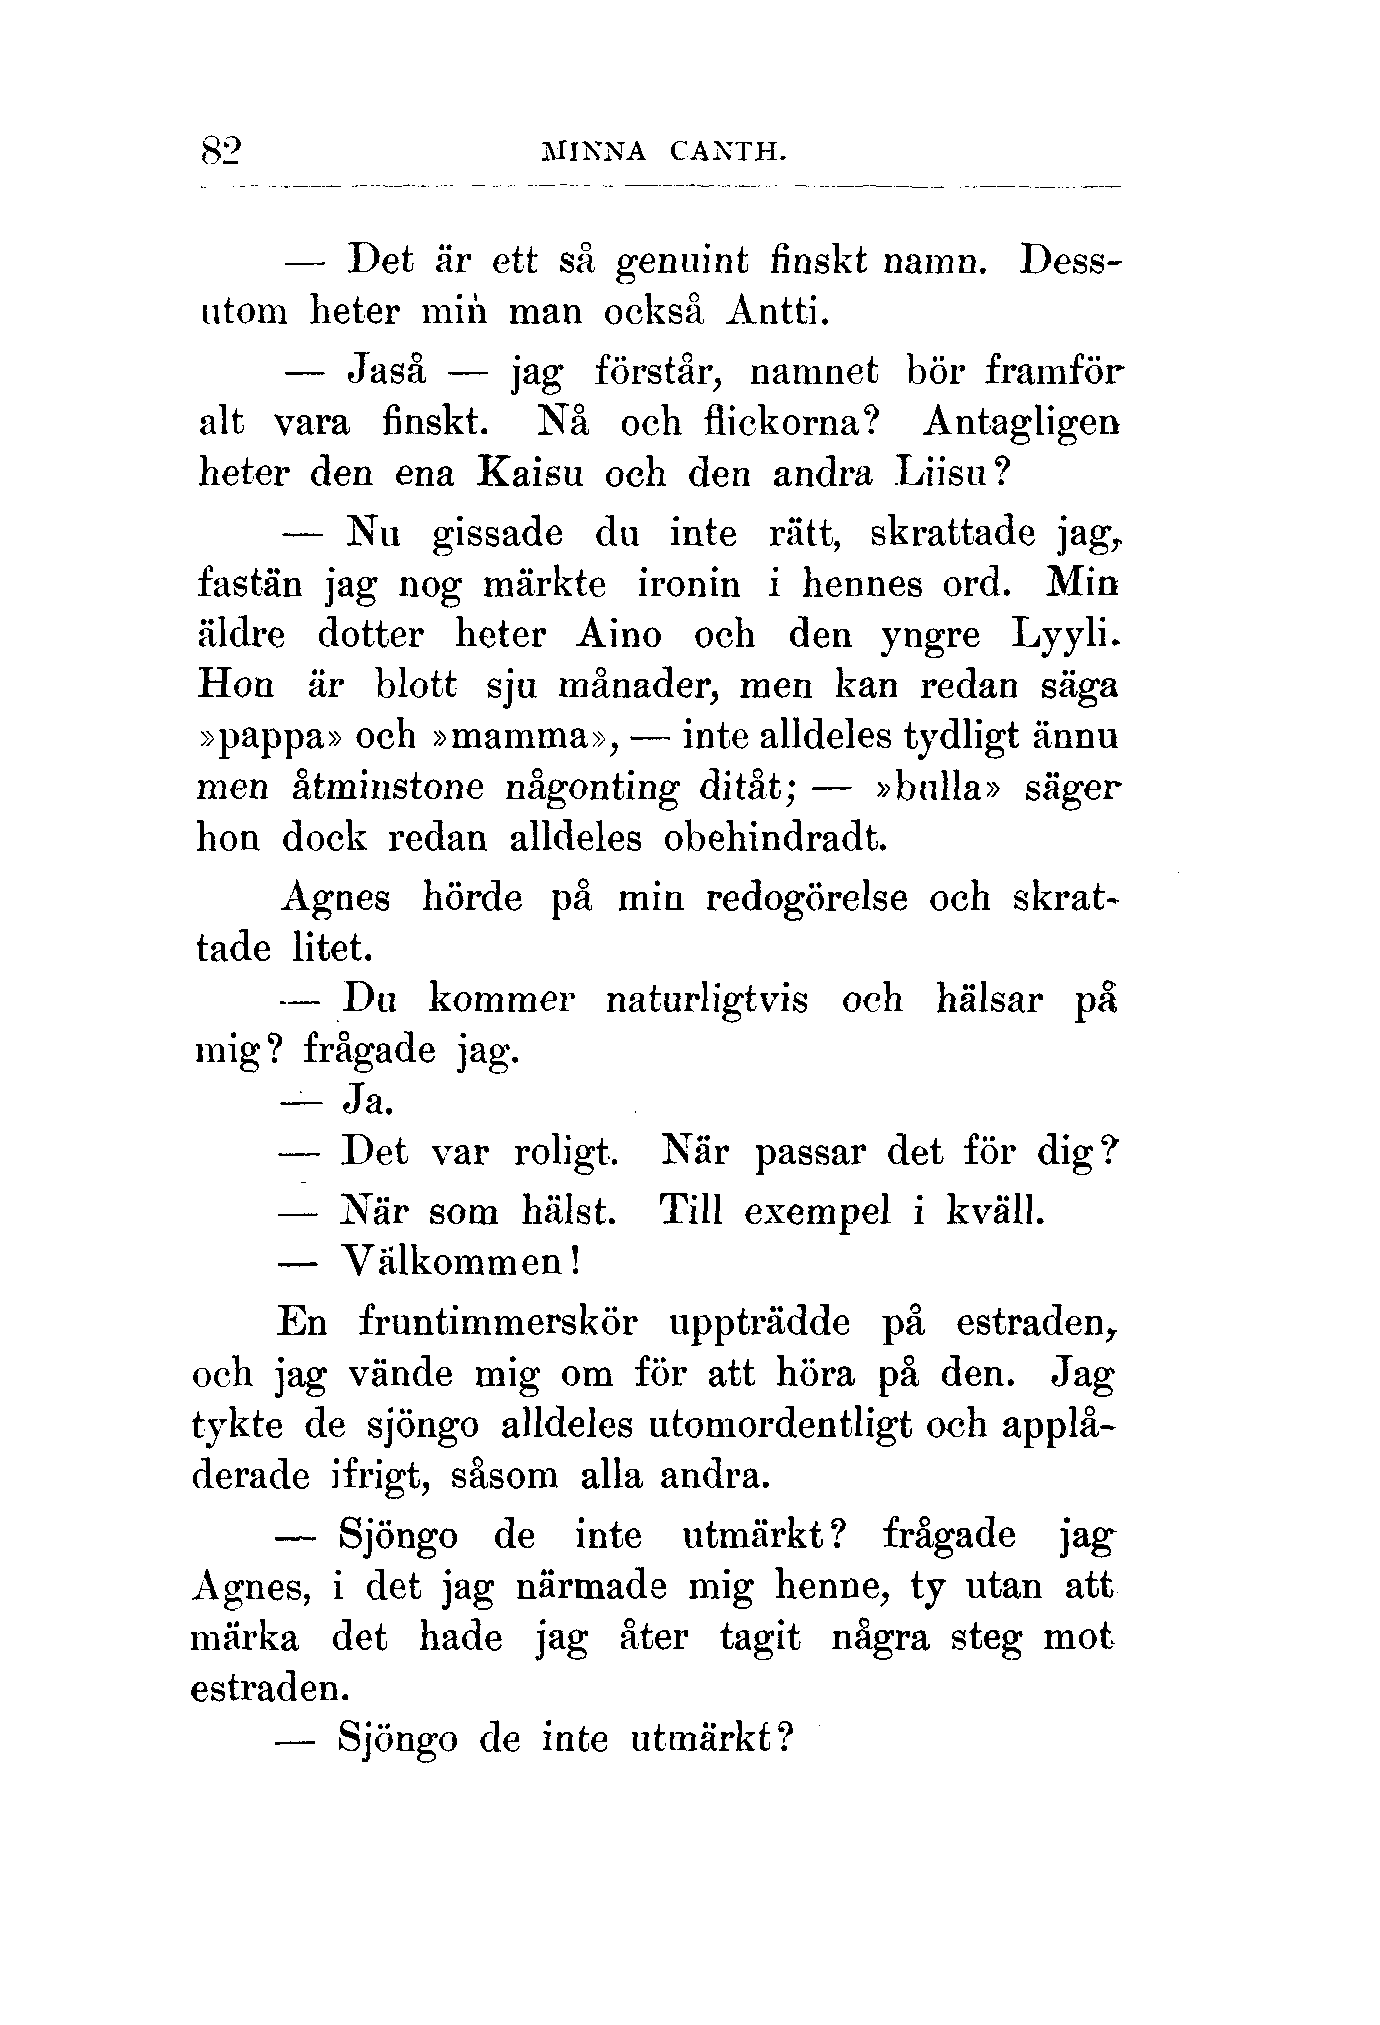 82 MINNA CANTH.
— Det är ett så genuint finskt namn. Dess-
utom heter min man också Antti.
— Jaså — jag förstår, namnet bör framför
alt vara finskt. Nå och flickorna? Antagligen
heter den ena Kaisu och den andra Liisu?
— Nu gissade du inte rätt, skrattade jag,
fastän jag nog märkte ironin i hennes ord. Min
äldre dotter heter Aino och den yngre Lyyli.
Hon är blott sju månader, men kan redan säga
»pappa» och »mamma», — inte alldeles tydligt ännu
men åtminstone någonting ditåt; — »bulla» säger
hon dock redan alldeles obehindradt.
Agnes hörde på min redogörelse och skrat-
tade litet.
— Du kommer naturligtvis och hälsar på
mig? frågade jag.
— Ja.
— Det var roligt. När passar det för dig?
— När som hälst. Till exempel i kväll.
— Välkommen!
En fruntimmerskör uppträdde på estraden,
och jag vände mig om för att höra på den. Jag
tykte de sjöngo alldeles utomordentligt och applå-
derade ifrigt, såsom alla andra.
— Sjöngo de inte utmärkt? frågade jag
Agnes, i det jag närmade mig henne, ty utan att
märka det hade jag åter tagit några steg mot
estraden.
— Sjöngo de inte utmärkt?